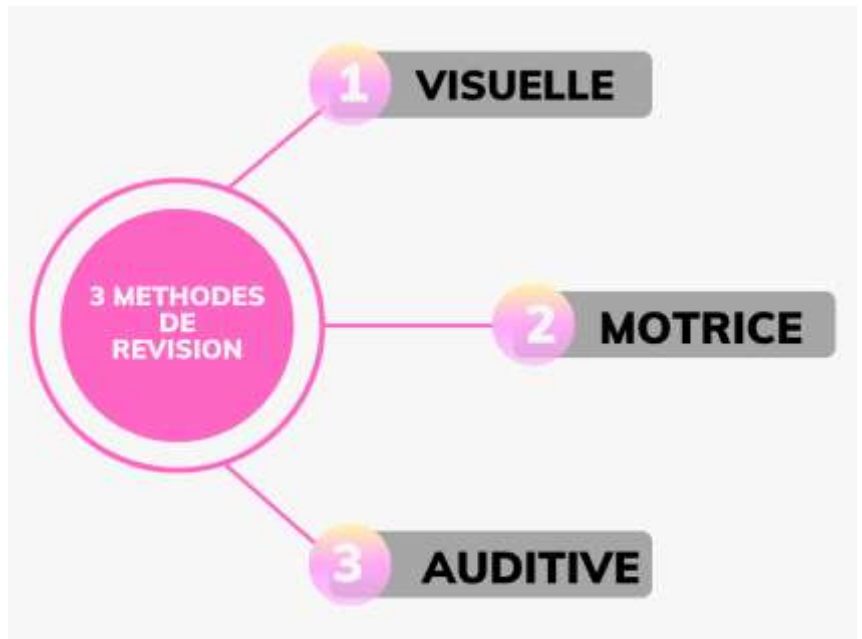 3 METHODES
DE
REVISION
1 VISUELLE
2 MOTRICE
3 AUDITIVE